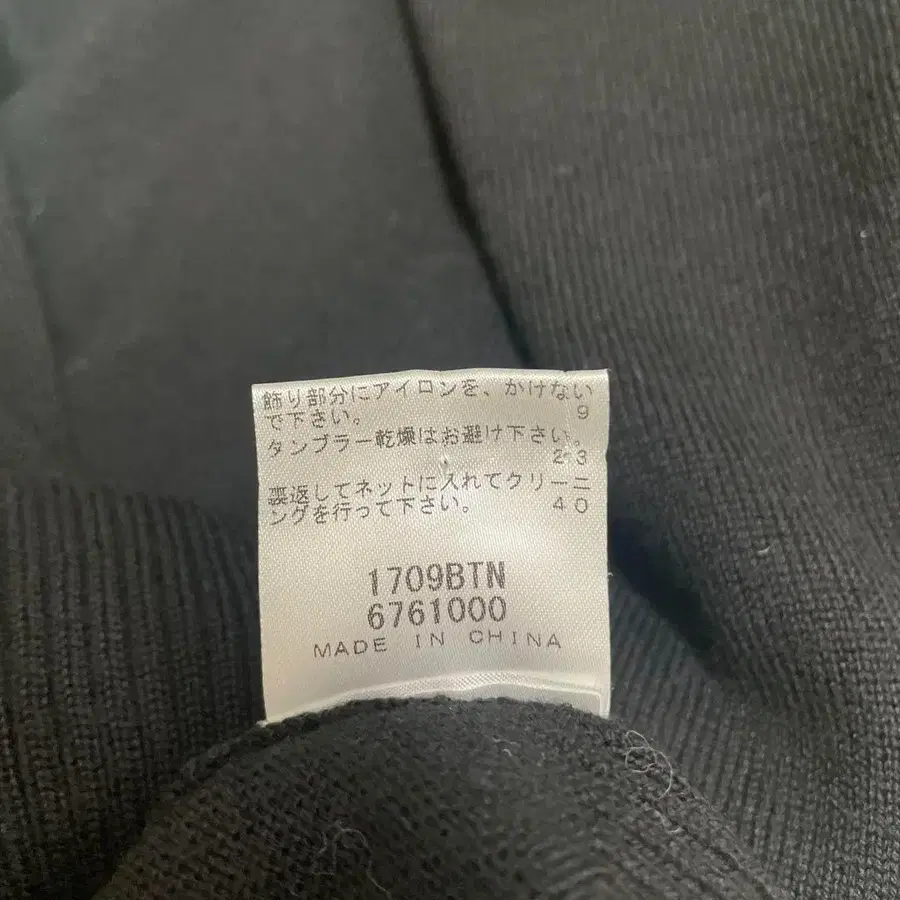 飾り部分にアイロンを、かけない
で下さい。 9
タンブラー乾燥はお避け下さい。
23
裏返してネットに入れてクリーニ
ングを行って下さい。 40
1709BTN
6761000
MADE IN CHINA